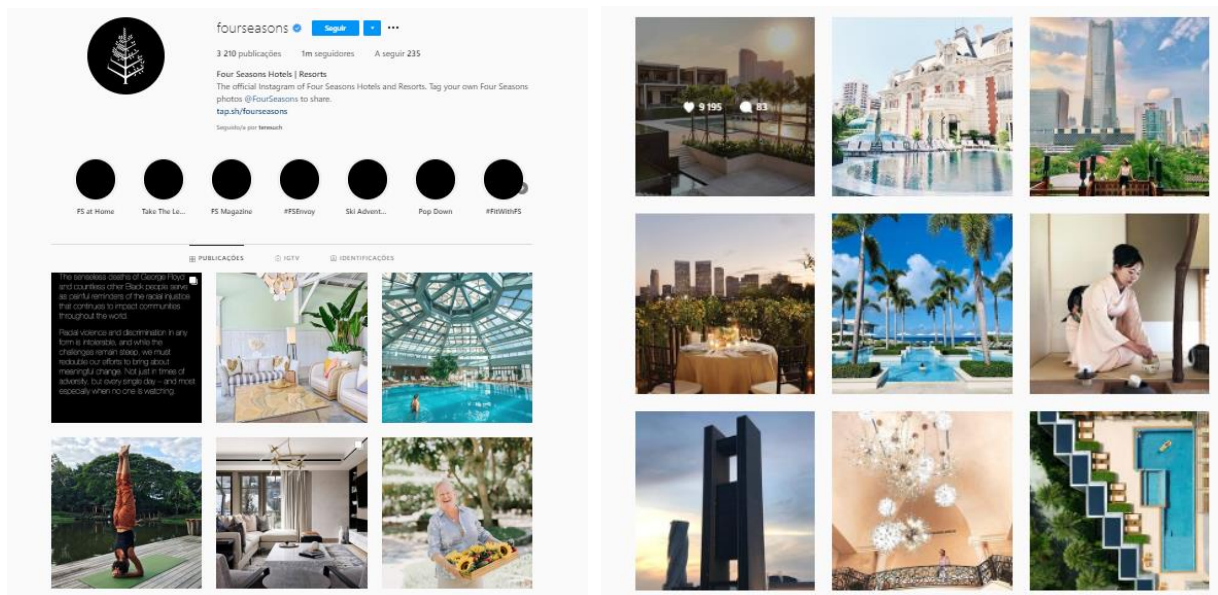 fourseasons
Seguir
3 210 publicações 1m seguidores A seguir 235
Four Seasons Hotels | Resorts
The official Instagram of Four Seasons Hotels and Resorts. Tag your own Four Seasons
photos @FourSeasons to share.
tap.sh/fourseasons
Seguido/a por
FS at Home Take The Le... FS Magazine #FSEnvoy Ski Advent... Pop Down #FitWithFS
PUBLICAÇÕES IGTV IDENTIFICAÇÕES
The senseless deaths of George Floyd
and countless other Black people serve
as painful reminders of the racial injustice
that continues to impact communities
throughout the world.
Racial violence and discrimination in any
form is intolerable, and while the
challenges remain steep, we must
redouble our efforts to bring about
meaningful change. Not just in times of
adversity, but every single day – and most
especially when no one is watching.
9 195 83